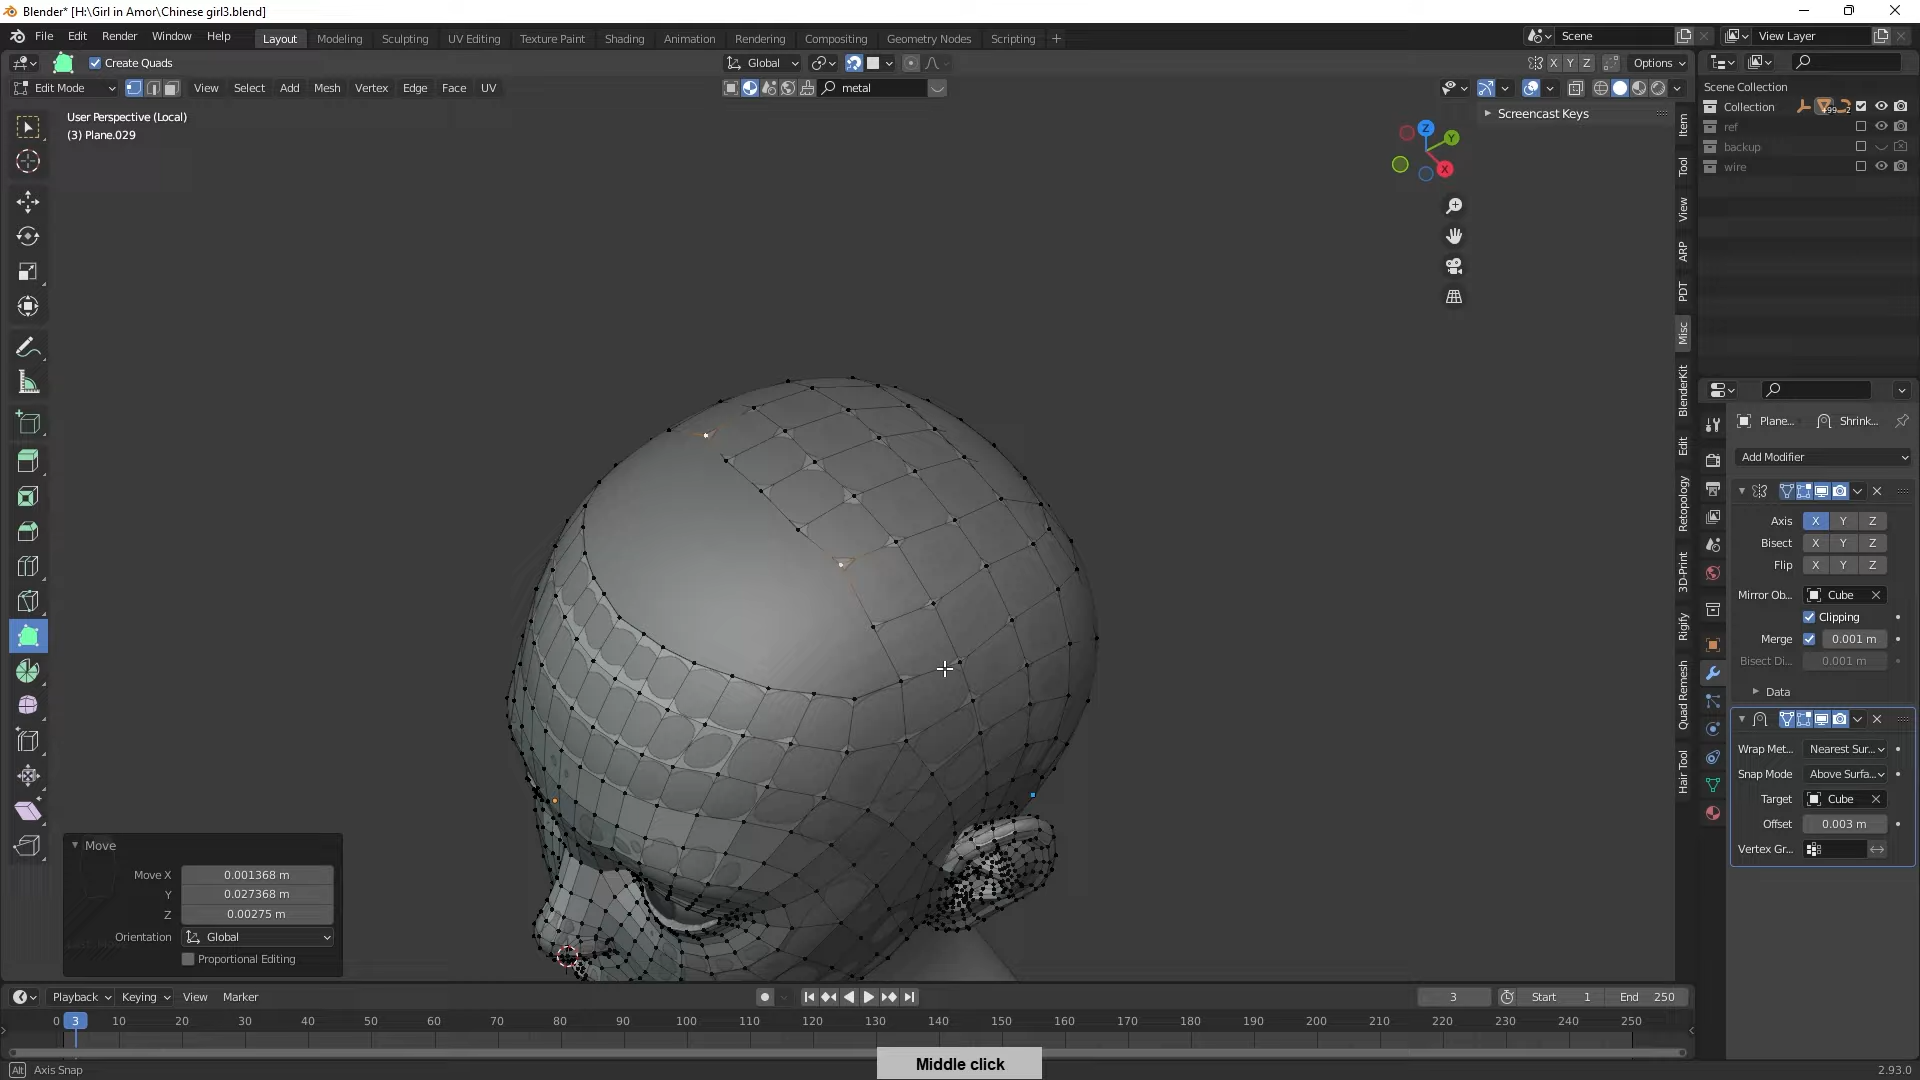 Blender* [H:\Girl in Amor\Chinese girl3.blend]
File Edit Render Window Help Layout Modeling Sculpting UV Editing Texture Paint Shading Animation Rendering Compositing Geometry Nodes Scripting + Scene View Layer
Create Quads Global X Y Z Options
Edit Mode View Select Add Mesh Vertex Edge Face UV metal
User Perspective (Local)
(3) Plane.029
Screencast Keys
Z
Y
X
Item
Tool
View
ARP
PDT
Misc
BlenderKit
Edit
Retopology
3D-Print
Rigify
Quad Remesh
Hair Tool
Scene Collection
Collection
ref
backup
wire
Plane... Shrink...
Add Modifier
Axis X Y Z
Bisect X Y Z
Flip X Y Z
Mirror Ob... Cube
Clipping
Merge 0.001 m
Bisect Di... 0.001 m
Data
Wrap Met... Nearest Sur...
Snap Mode Above Surfa...
Target Cube
Offset 0.003 m
Vertex Gr...
Move
Move X 0.001368 m
Y 0.027368 m
Z 0.00275 m
Orientation Global
Proportional Editing
Playback Keying View Marker 3 Start 1 End 250
0 3 10 20 30 40 50 60 70 80 90 100 110 120 130 140 150 160 170 180 190 200 210 220 230 240 250
Middle click
Alt Axis Snap 2.93.0